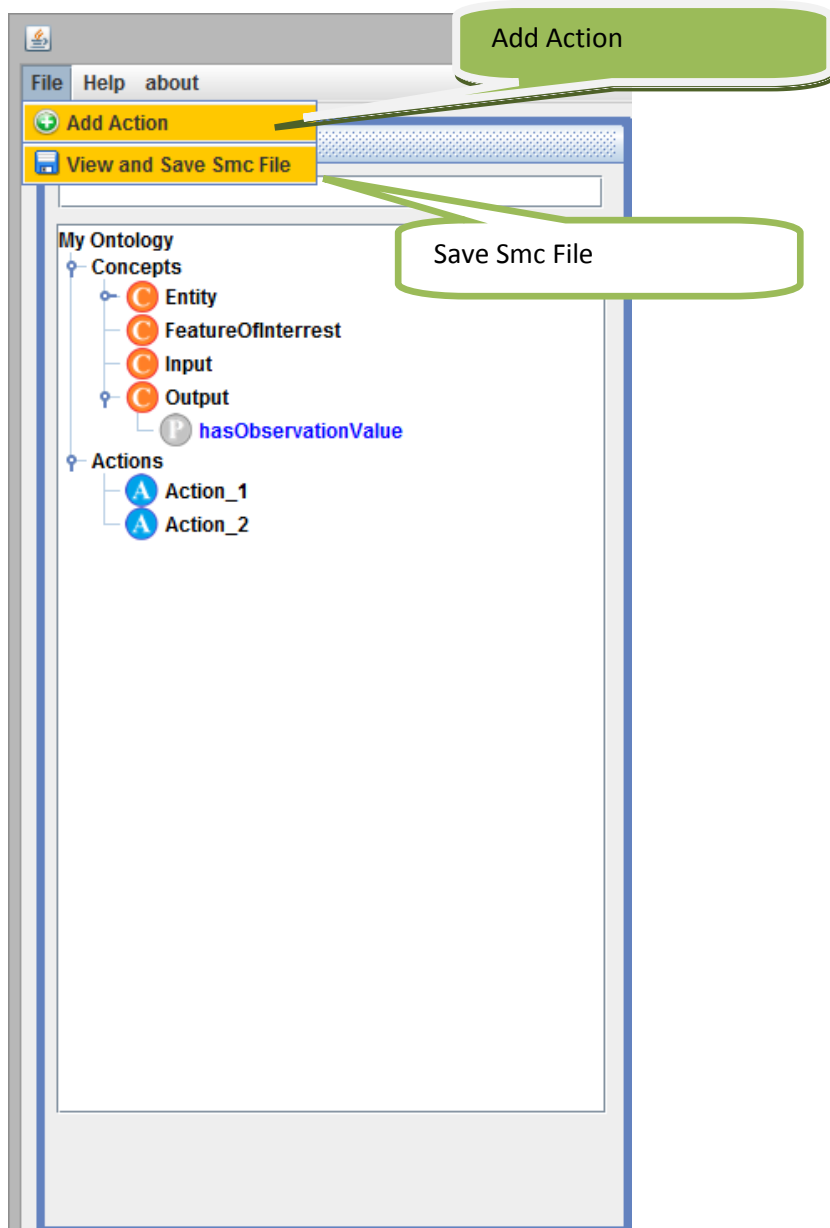 Add Action
File Help about
Add Action
View and Save Smc File
Save Smc File
My Ontology
Concepts
C Entity
C FeatureOfInterrest
C Input
C Output
P hasObservationValue
Actions
A Action_1
A Action_2